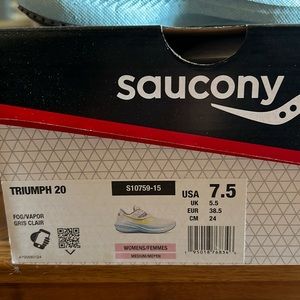 saucony
TRIUMPH 20
S10759-15
USA 7.5
UK 5.5
EUR 38.5
CM 24
FOG/VAPOR
GRIS CLAIR
WOMENS/FEMMES
MEDIUM/MOYEN